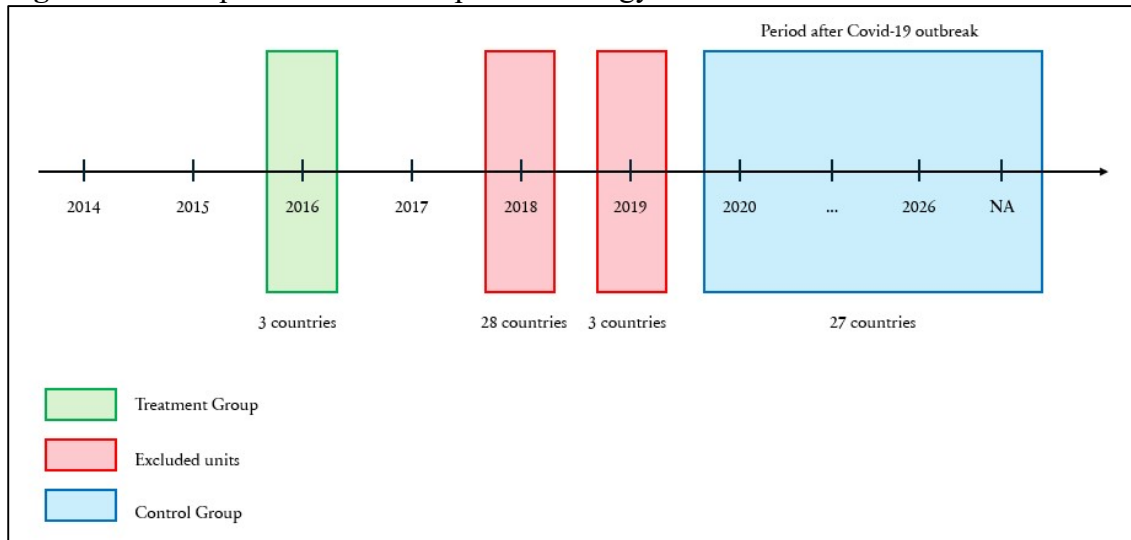 Period after Covid-19 outbreak
2014 2015 2016 2017 2018 2019 2020 ... 2026 NA
3 countries 28 countries 3 countries 27 countries
Treatment Group
Excluded units
Control Group